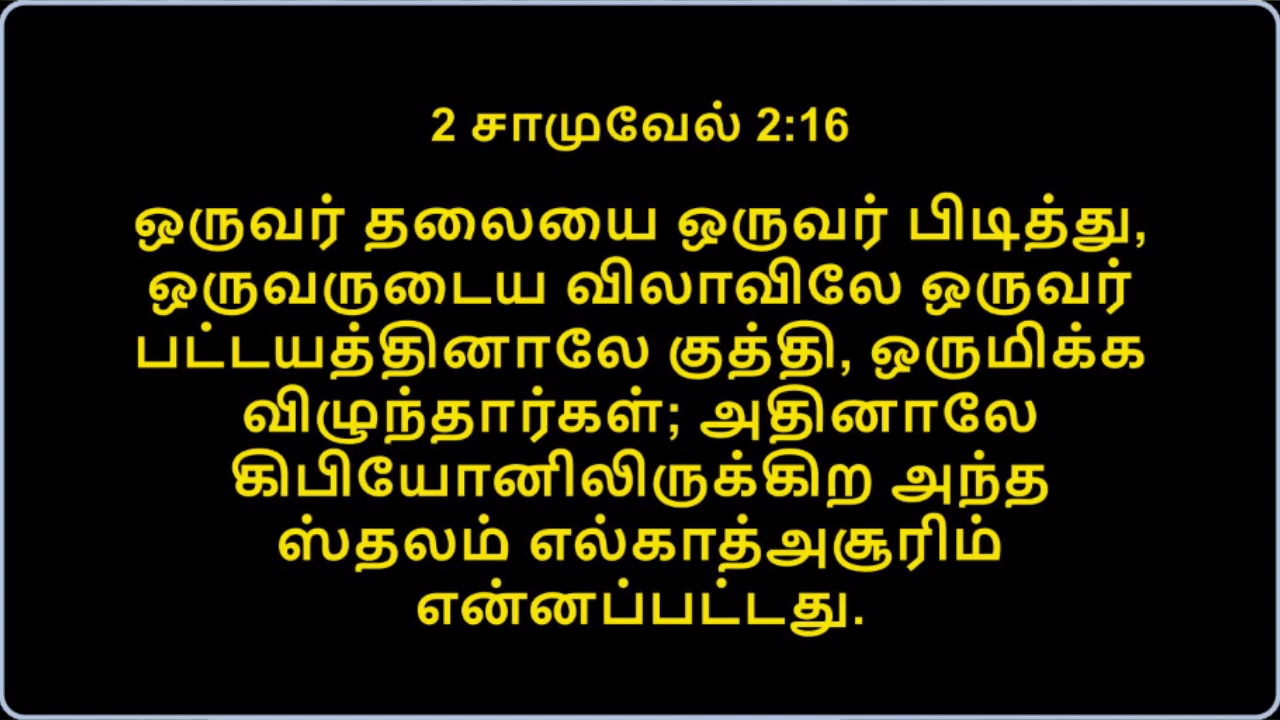 2 சாமுவேல் 2:16
ஒருவர் தலையை ஒருவர் பிடித்து,
ஒருவருடைய விலாவிலே ஒருவர்
பட்டயத்தினாலே குத்தி, ஒருமிக்க
விழுந்தார்கள்; அதினாலே
கிபியோனிலிருக்கிற அந்த
ஸ்தலம் எல்காத்அசூரிம்
என்னப்பட்டது.